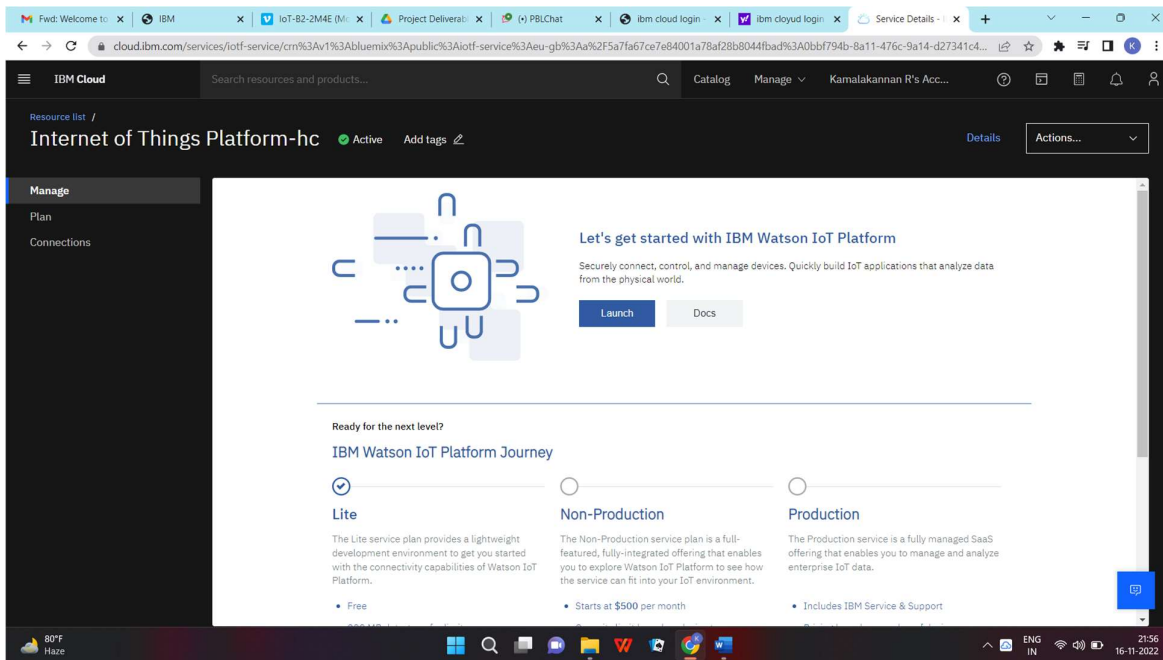 Fwd: Welcome to
IBM
IoT-B2-2M4E (Mc
Project Deliverabl
(•) PBLChat
ibm cloud login -
ibm cloyud login
Service Details -
cloud.ibm.com/services/iotf-service/crn%3Av1%3Abluemix%3Apublic%3Aiotf-service%3Aeu-gb%3Aa%2F5a7fa67ce7e84001a78af28b8044fbad%3A0bbf794b-8a11-476c-9a14-d27341c4...
K
IBM Cloud
Search resources and products...
Catalog
Manage
Kamalakannan R's Acc...
Resource list /
Internet of Things Platform-hc
Active
Add tags
Details
Actions...
Manage
Plan
Connections
Let's get started with IBM Watson IoT Platform
Securely connect, control, and manage devices. Quickly build IoT applications that analyze data
from the physical world.
Launch
Docs
Ready for the next level?
IBM Watson IoT Platform Journey
Lite
The Lite service plan provides a lightweight
development environment to get you started
with the connectivity capabilities of Watson IoT
Platform.
• Free
Non-Production
The Non-Production service plan is a full-
featured, fully-integrated offering that enables
you to explore Watson IoT Platform to see how
the service can fit into your IoT environment.
• Starts at $500 per month
Production
The Production service is a fully managed SaaS
offering that enables you to manage and analyze
enterprise IoT data.
• Includes IBM Service & Support
80°F
Haze
ENG
IN
21:56
16-11-2022